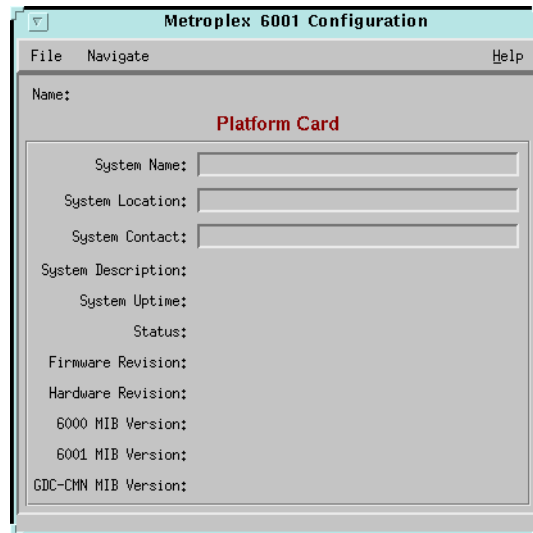 Metroplex 6001 Configuration
File Navigate Help
Name:
Platform Card
System Name:
System Location:
System Contact:
System Description:
System Uptime:
Status:
Firmware Revision:
Hardware Revision:
6000 MIB Version:
6001 MIB Version:
GDC-CMN MIB Version: